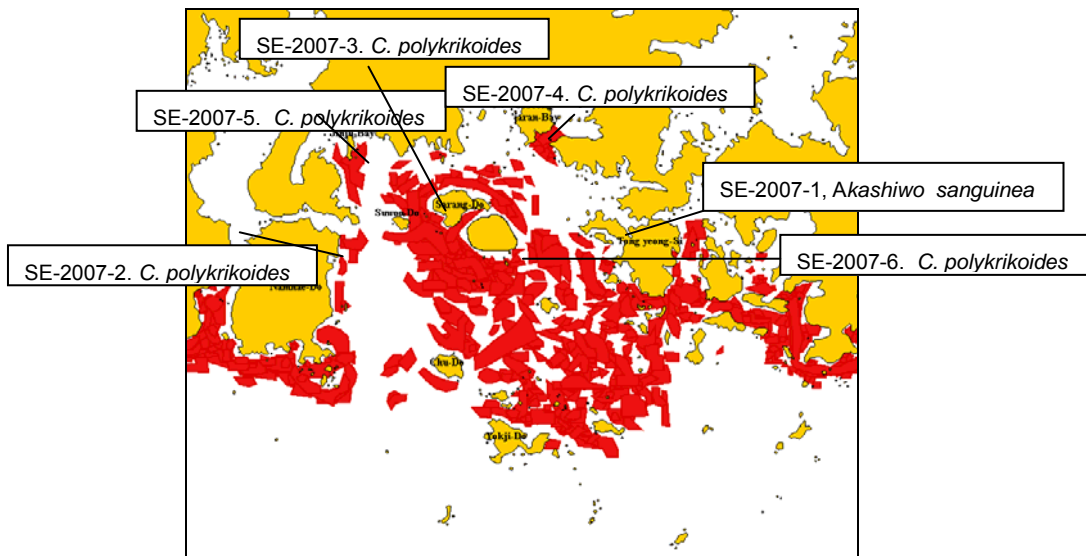 SE-2007-3. C. polykrikoides
SE-2007-4. C. polykrikoides
SE-2007-5. C. polykrikoides
Jaran-Bay
SE-2007-1, Akashiwo sanguinea
Sarang-Do
Suwon-Do
Tong yeong-Si
SE-2007-2. C. polykrikoides
SE-2007-6. C. polykrikoides
Chu-Do
Yokji-Do